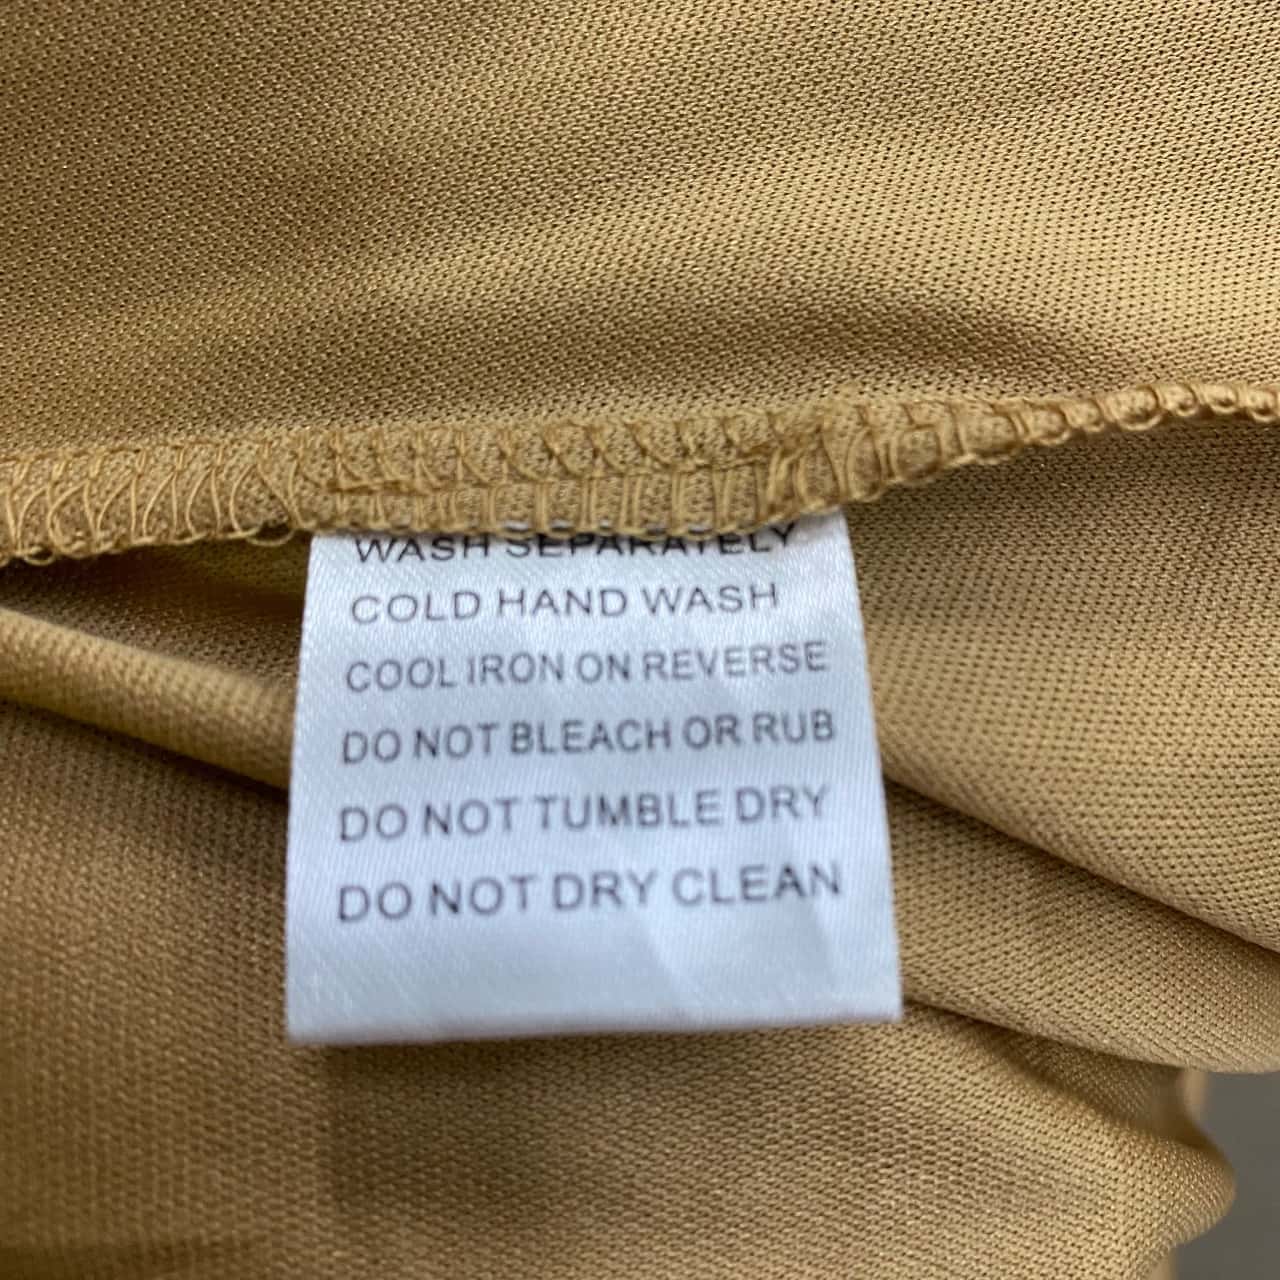 WASH SEPARATELY
COLD HAND WASH
COOL IRON ON REVERSE
DO NOT BLEACH OR RUB
DO NOT TUMBLE DRY
DO NOT DRY CLEAN